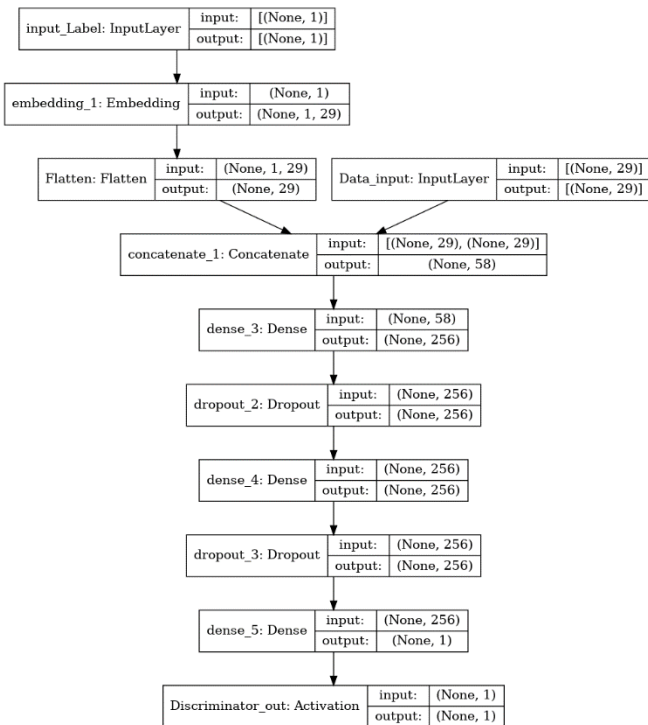 input_Label: InputLayer input: [(None, 1)]
output: [(None, 1)]
embedding_1: Embedding input: (None, 1)
output: (None, 1, 29)
Flatten: Flatten input: (None, 1, 29)
output: (None, 29)
Data_input: InputLayer input: [(None, 29)]
output: [(None, 29)]
concatenate_1: Concatenate input: [(None, 29), (None, 29)]
output: (None, 58)
dense_3: Dense input: (None, 58)
output: (None, 256)
dropout_2: Dropout input: (None, 256)
output: (None, 256)
dense_4: Dense input: (None, 256)
output: (None, 256)
dropout_3: Dropout input: (None, 256)
output: (None, 256)
dense_5: Dense input: (None, 256)
output: (None, 1)
Discriminator_out: Activation input: (None, 1)
output: (None, 1)